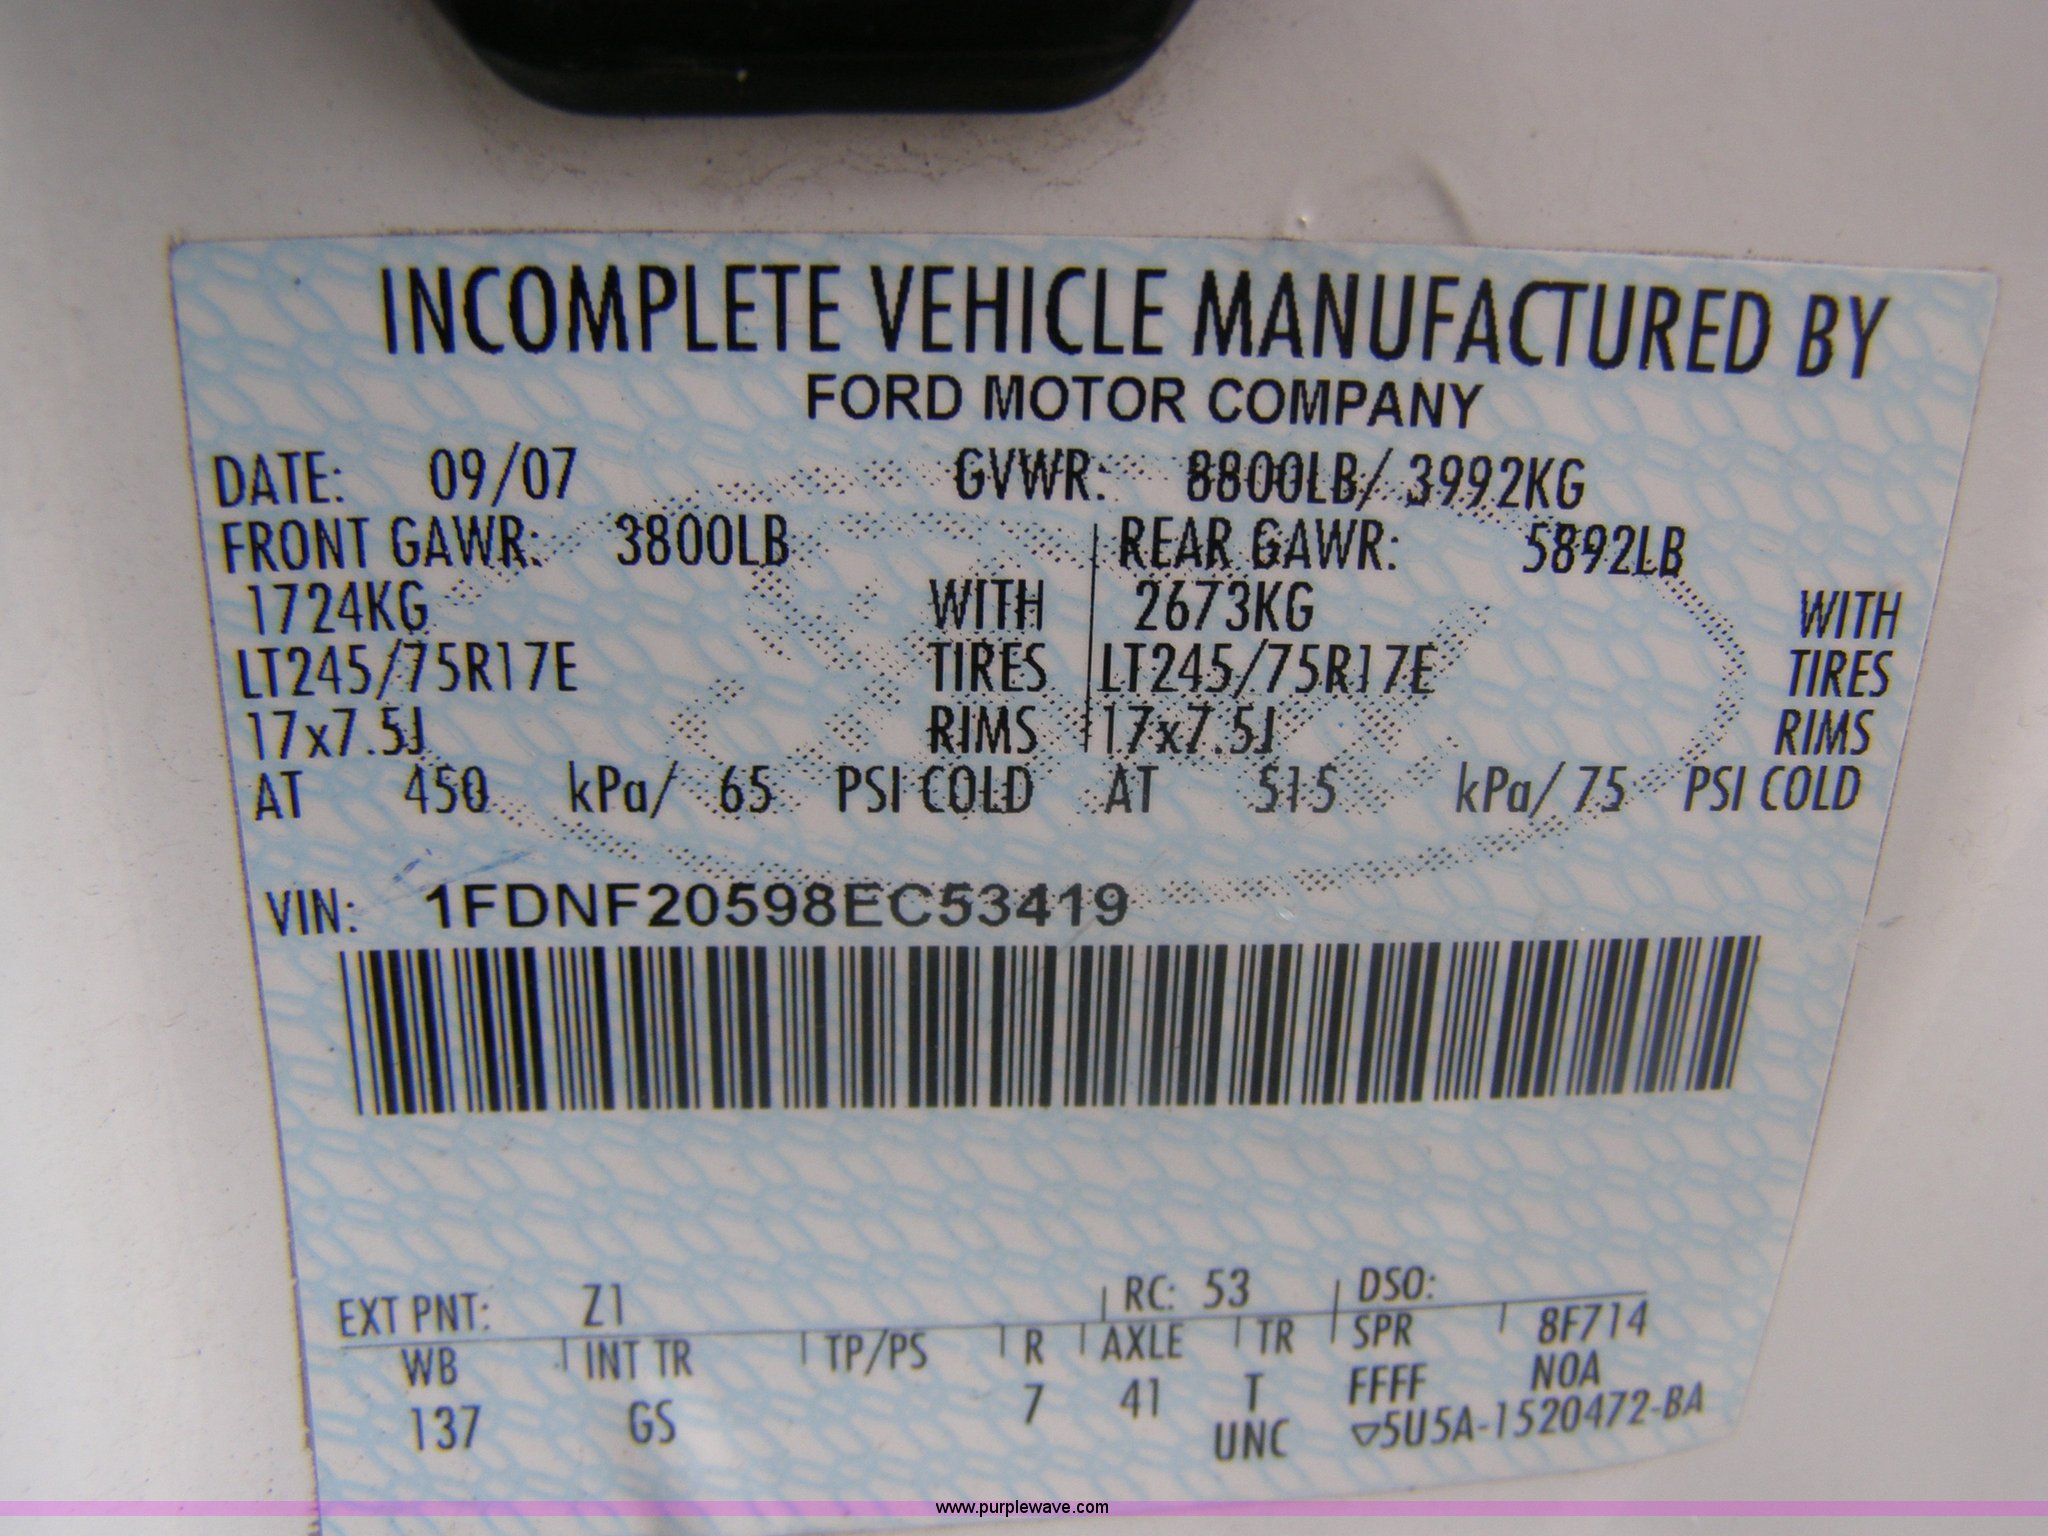 INCOMPLETE VEHICLE MANUFACTURED BY
FORD MOTOR COMPANY
DATE: 09/07 GVWR: 8800LB/ 3992KG
FRONT GAWR: 3800LB REAR GAWR: 5892LB
1724KG WITH 2673KG WITH
LT245/75R17E TIRES LT245/75R17E TIRES
17x7.5J RIMS 17x7.5J RIMS
AT 450 kPa/ 65 PSI COLD AT 515 kPa/ 75 PSI COLD
VIN: 1FDNF20598EC53419
EXT PNT: Z1 RC: 53 DSO:
WB INT TR TP/PS R AXLE TR SPR 8F714
137 GS 7 41 T FFFF NOA
UNC ▽5U5A-1520472-BA
www.purplewave.com